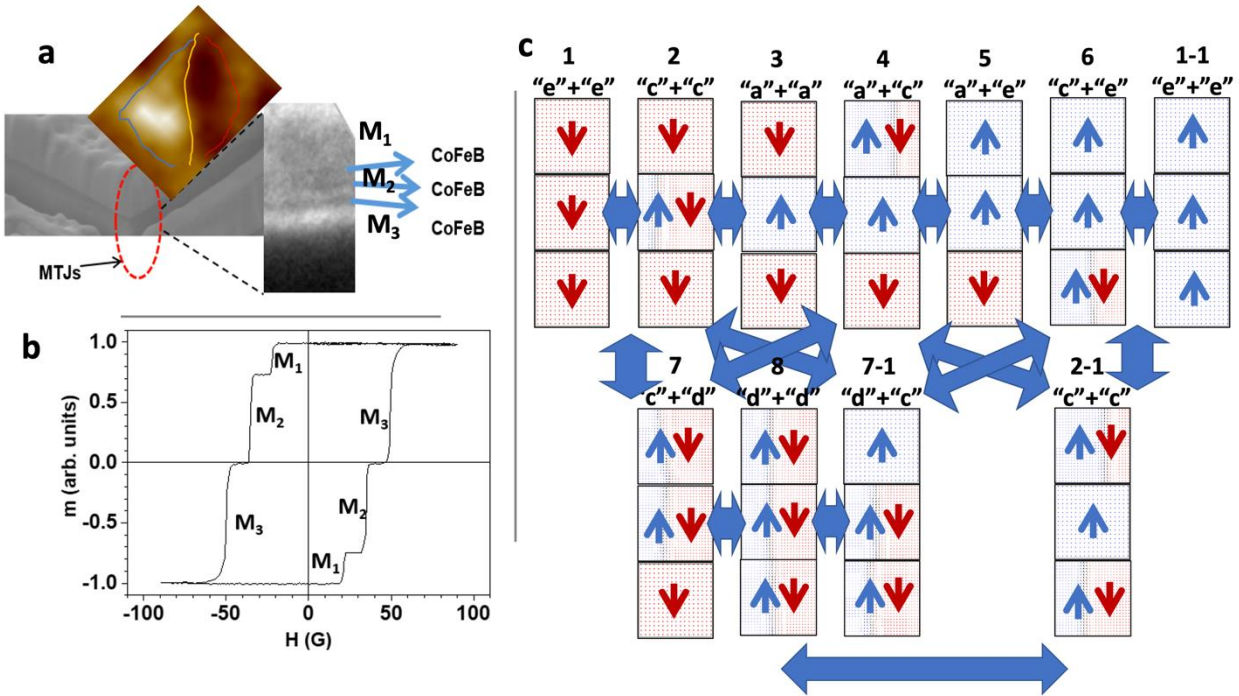 a
M1
CoFeB
M2
CoFeB
M3
CoFeB
MTJs
b
1.0
0.5
0.0
-0.5
-1.0
m (arb. units)
M1
M2
M3
M3
M2
M1
-100
-50
0
50
100
H (G)
c
1 2 3 4 5 6 1-1
“e”+“e” “c”+“c” “a”+“a” “a”+“c” “a”+“e” “c”+“e” “e”+“e”
7 8 7-1 2-1
“c”+“d” “d”+“d” “d”+“c” “c”+“c”